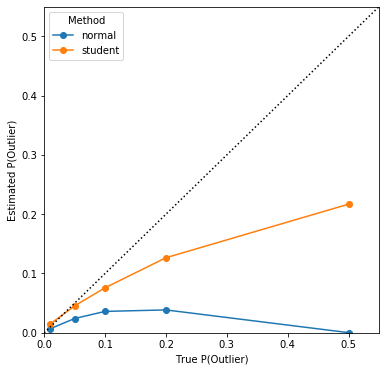 Method
normal
student
0.5
0.4
0.3
0.2
0.1
0.0
Estimated P(Outlier)
0.0 0.1 0.2 0.3 0.4 0.5
True P(Outlier)